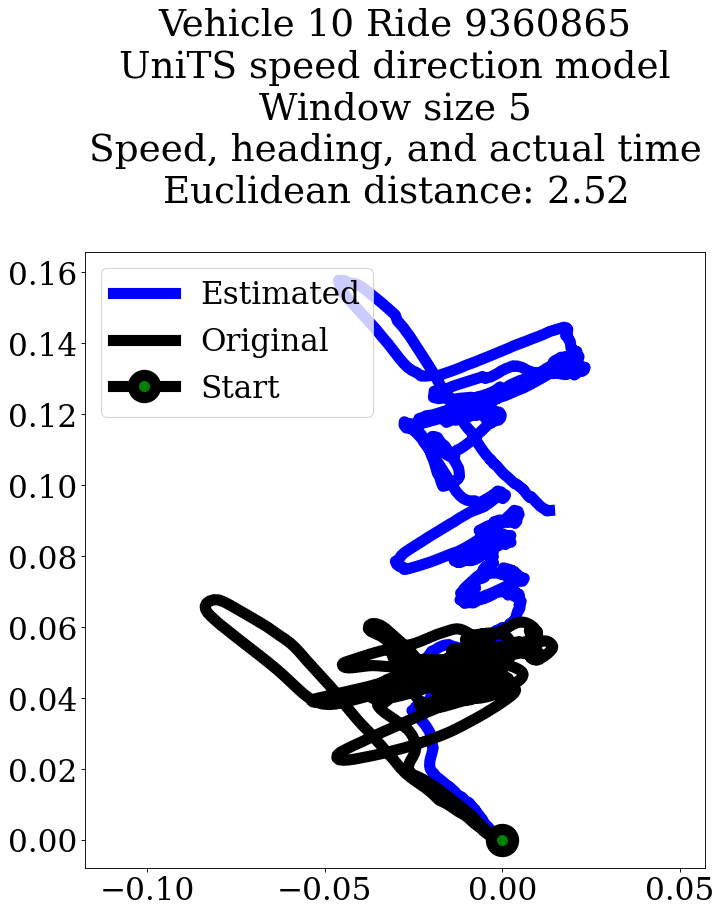 Vehicle 10 Ride 9360865
UniTS speed direction model
Window size 5
Speed, heading, and actual time
Euclidean distance: 2.52
Estimated
Original
Start
0.16
0.14
0.12
0.10
0.08
0.06
0.04
0.02
0.00
−0.10
−0.05
0.00
0.05